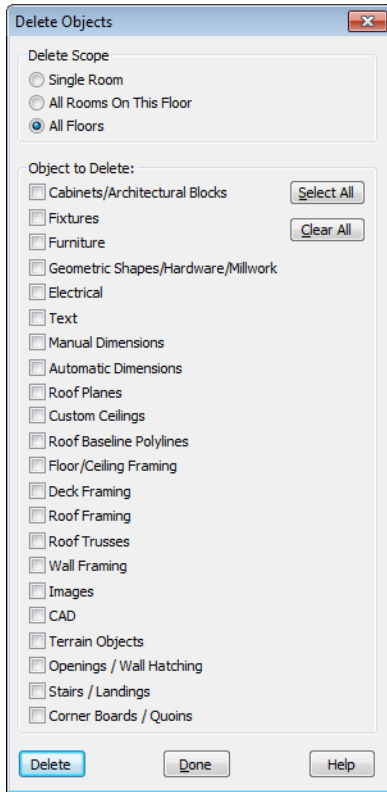 Delete Objects
Delete Scope
Single Room
All Rooms On This Floor
All Floors
Object to Delete:
Cabinets/Architectural Blocks
Select All
Fixtures
Clear All
Furniture
Geometric Shapes/Hardware/Millwork
Electrical
Text
Manual Dimensions
Automatic Dimensions
Roof Planes
Custom Ceilings
Roof Baseline Polylines
Floor/Ceiling Framing
Deck Framing
Roof Framing
Roof Trusses
Wall Framing
Images
CAD
Terrain Objects
Openings / Wall Hatching
Stairs / Landings
Corner Boards / Quoins
Delete Done Help